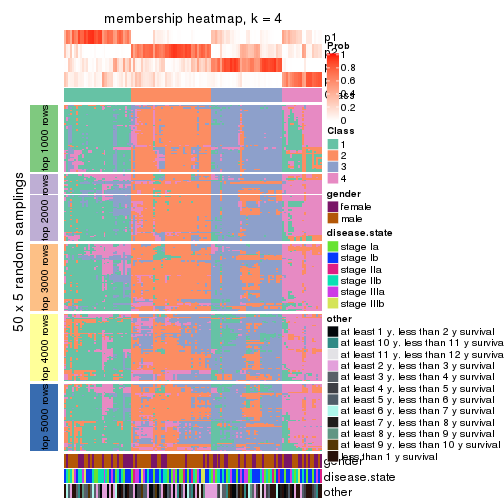 membership heatmap, k = 4
p1
Prob
1
0.8
0.6
0.4
0.2
0
Class
1
2
3
4
gender
female
male
disease.state
stage Ia
stage Ib
stage IIa
stage IIb
stage IIIa
stage IIIb
other
at least 1 y. less than 2 y survival
at least 10 y. less than 11 y survival
at least 11 y. less than 12 y surviva
at least 2 y. less than 3 y survival
at least 3 y. less than 4 y survival
at least 4 y. less than 5 y survival
at least 5 y. less than 6 y survival
at least 6 y. less than 7 y survival
at least 7 y. less than 8 y survival
at least 8 y. less than 9 y survival
at least 9 y. less than 10 y survival
less than 1 y survival
gender
disease.state
other
50 x 5 random samplings
top 1000 rows
top 2000 rows
top 3000 rows
top 4000 rows
top 5000 rows